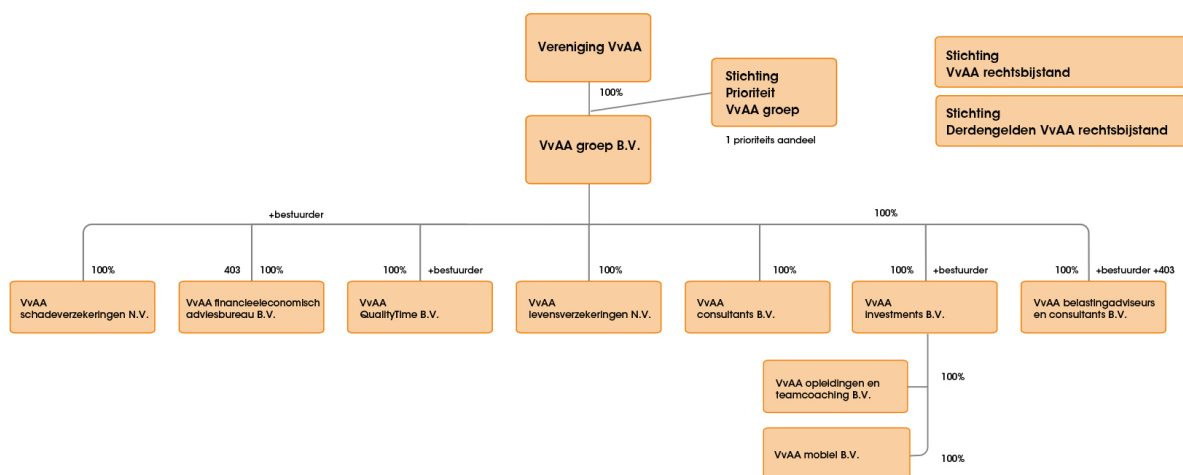 Vereniging VvAA
100%
Stichting
Prioriteit
VvAA groep
1 prioriteits aandeel
Stichting
VvAA rechtsbijstand
Stichting
Derdengelden VvAA rechtsbijstand
VvAA groep B.V.
+bestuurder
100%
100%
403 100%
100% +bestuurder
100%
100%
100% +bestuurder
100% +bestuurder +403
VvAA
schadeverzekeringen N.V.
VvAA financieeleconomisch
adviesbureau B.V.
VvAA
QualityTime B.V.
VvAA
levensverzekeringen N.V.
VvAA
consultants B.V.
VvAA
investments B.V.
VvAA belastingadviseurs
en consultants B.V.
VvAA opleidingen en
teamcoaching B.V.
100%
VvAA mobiel B.V.
100%